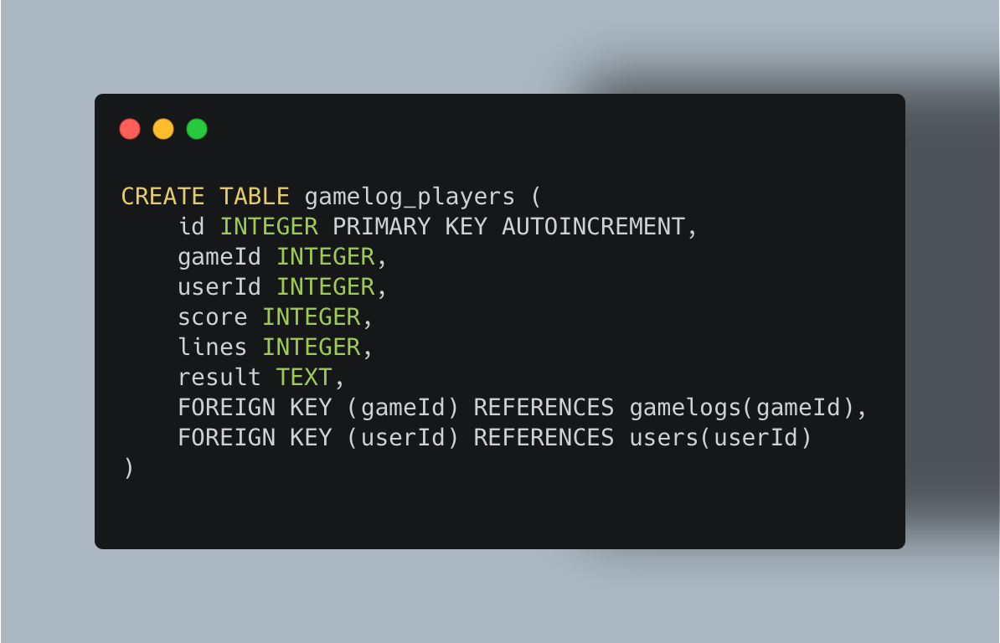 CREATE TABLE gamelog_players (
    id INTEGER PRIMARY KEY AUTOINCREMENT,
    gameId INTEGER,
    userId INTEGER,
    score INTEGER,
    lines INTEGER,
    result TEXT,
    FOREIGN KEY (gameId) REFERENCES gamelogs(gameId),
    FOREIGN KEY (userId) REFERENCES users(userId)
)